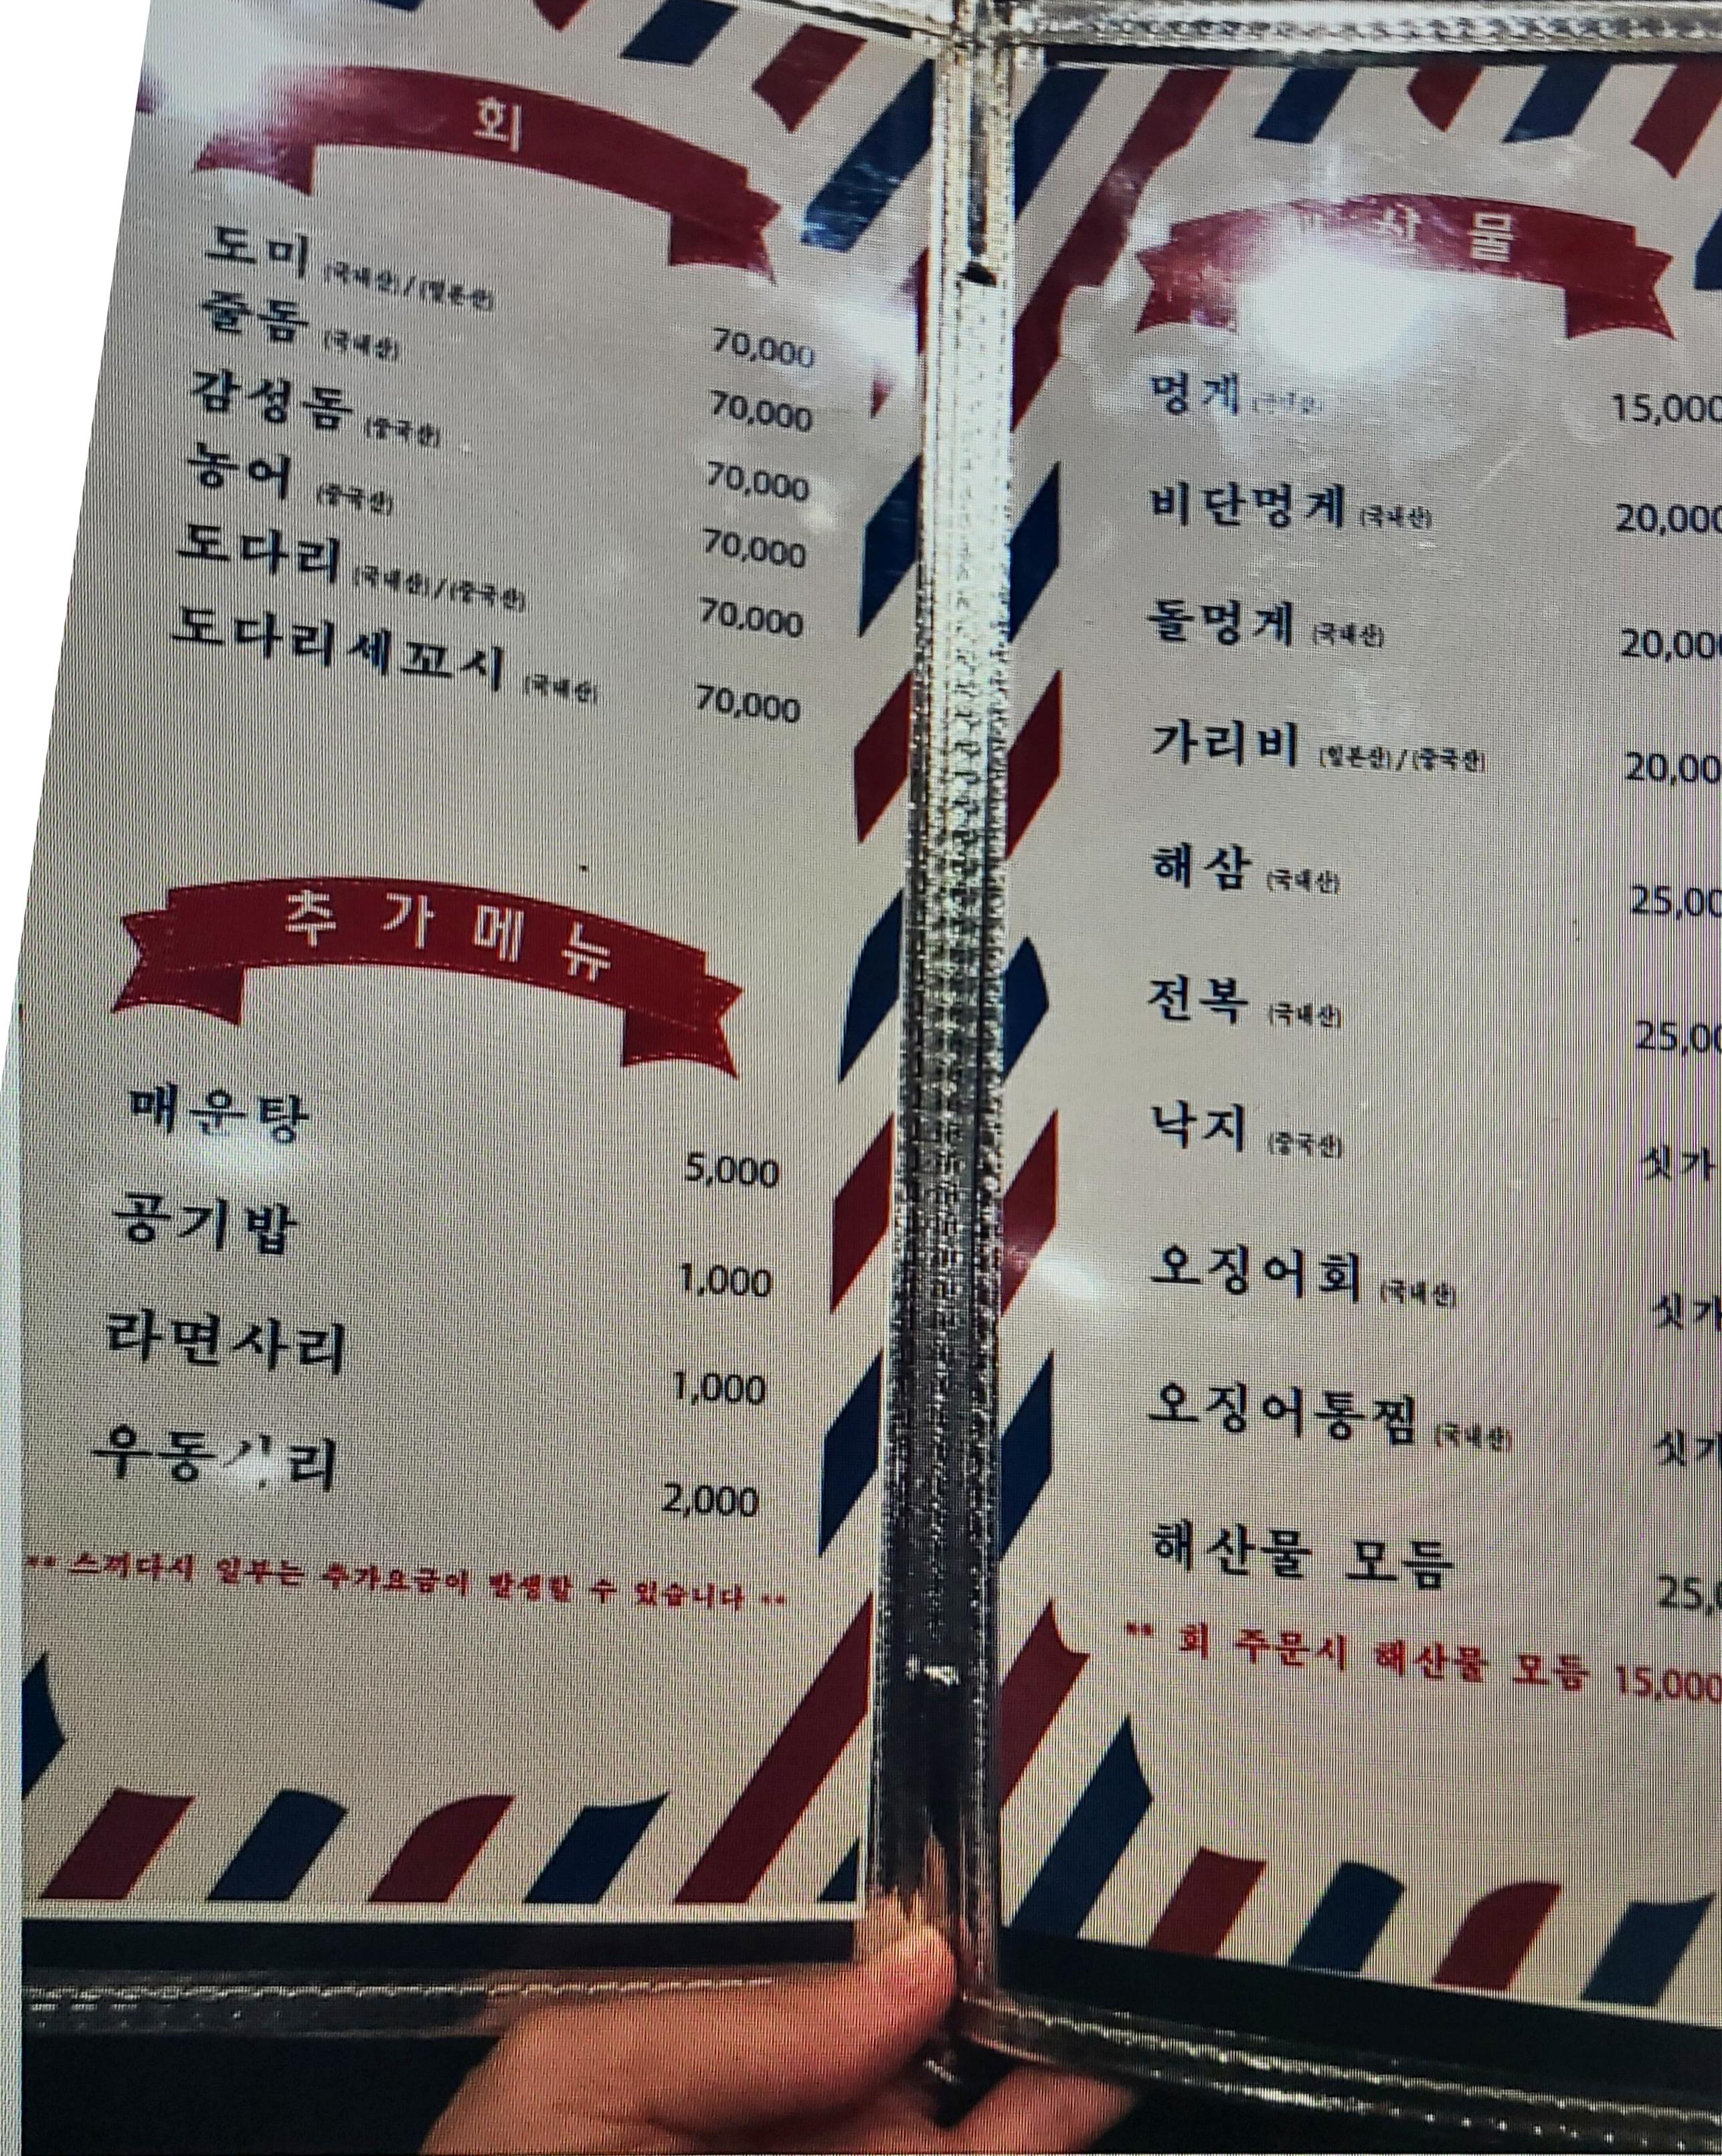 회
도미 (국내산)/(일본산) 70,000
줄돔 (국내산) 70,000
감성돔 (중국산) 70,000
농어 (중국산) 70,000
도다리 (국내산)/(중국산) 70,000
도다리세꼬시 (국내산) 70,000
추가메뉴
매운탕 5,000
공기밥 1,000
라면사리 1,000
우동사리 2,000
** 스끼다시 일부는 추가요금이 발생할 수 있습니다 **
산물
멍게 15,000
비단멍게 (국내산) 20,000
돌멍게 (국내산) 20,000
가리비 (일본산)/(중국산) 20,00
해삼 (국내산) 25,00
전복 (국내산) 25,00
낙지 (중국산) 싯가
오징어회 (국내산) 싯가
오징어통찜 (국내산) 싯가
해산물 모듬 25,
** 회 주문시 해산물 모듬 15,000